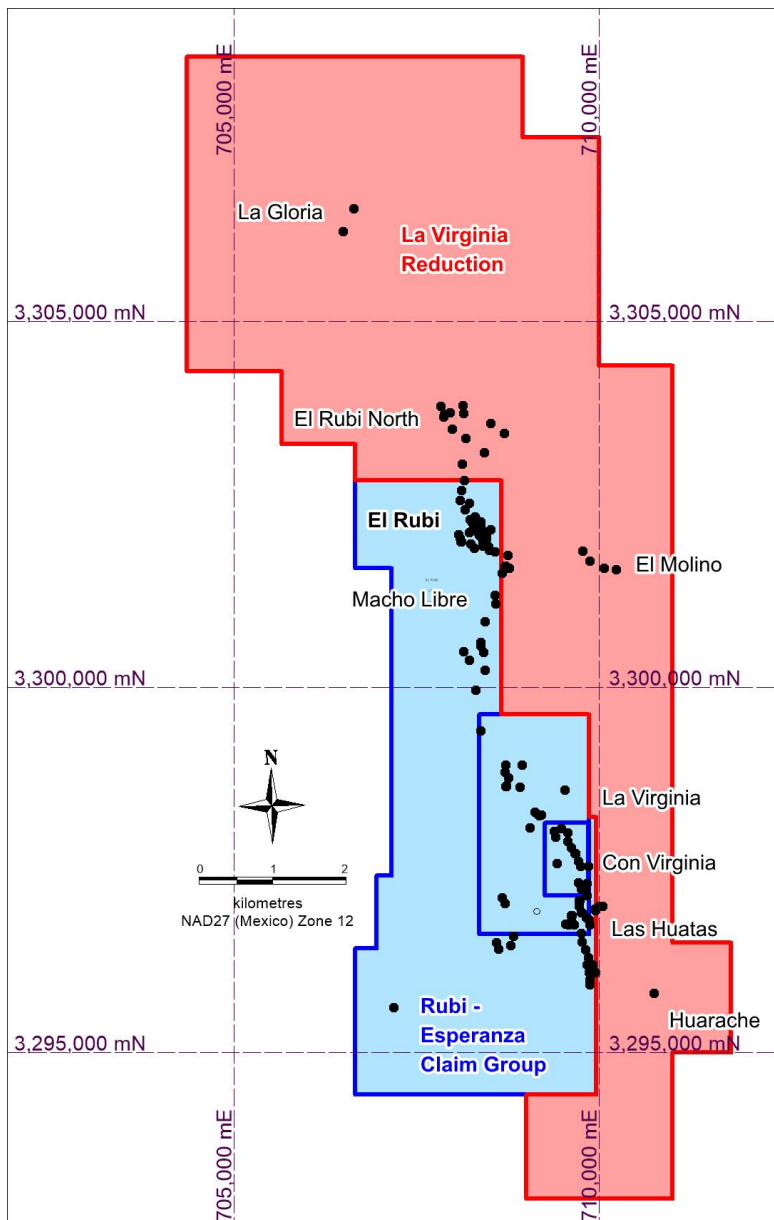 705,000 mE
710,000 mE
La Gloria
La Virginia
Reduction
3,305,000 mN
3,305,000 mN
El Rubi North
El Rubi
El Molino
Macho Libre
3,300,000 mN
3,300,000 mN
N
La Virginia
0 1 2
kilometres
NAD27 (Mexico) Zone 12
Con Virginia
Las Huatas
Rubi -
Esperanza
Claim Group
Huarache
3,295,000 mN
3,295,000 mN
705,000 mE
710,000 mE